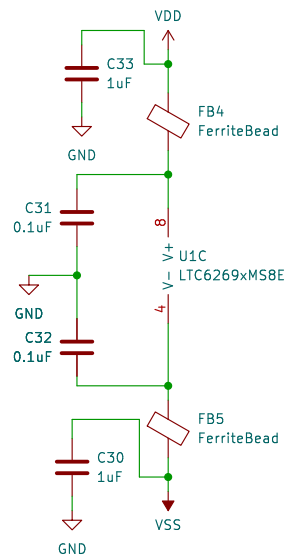 VDD
C33
1uF
GND
FB4
FerriteBead
C31
0.1uF
8
V+
U1C
LTC6269xMS8E
V-
4
GND
C32
0.1uF
FB5
FerriteBead
C30
1uF
VSS
GND